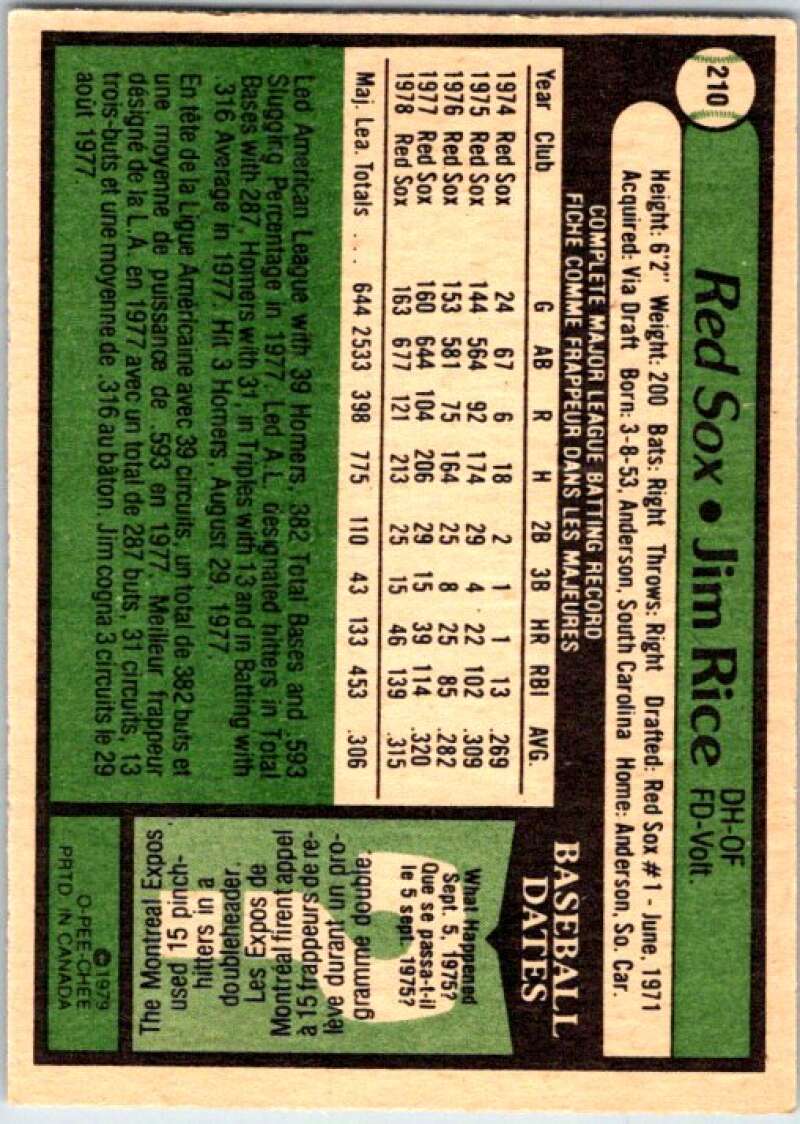 210
Red Sox • Jim Rice DH-OF
FD-Volt.
Height: 6'2" Weight: 200 Bats: Right Throws: Right Drafted: Red Sox #1 - June, 1971
Acquired: Via Draft Born: 3-8-53, Anderson, South Carolina Home: Anderson, So. Car.
COMPLETE MAJOR LEAGUE BATTING RECORD
FICHE COMME FRAPPEUR DANS LES MAJEURES
Year Club G AB R H 2B 3B HR RBI AVG.
1974 Red Sox 24 67 6 18 2 1 1 13 .269
1975 Red Sox 144 564 92 174 29 4 22 102 .309
1976 Red Sox 153 581 75 164 25 8 25 85 .282
1977 Red Sox 160 644 104 206 29 15 39 114 .320
1978 Red Sox 163 677 121 213 25 15 46 139 .315
Maj. Lea. Totals . . . 644 2533 398 775 110 43 133 453 .306
Led American League with 39 Homers, 382 Total Bases and .593
Slugging Percentage in 1977. Led A.L. designated hitters in Total
Bases with 287, Homers with 31, in Triples with 13 and in Batting with
.316 Average in 1977. Hit 3 Homers, August 29, 1977.
En tête de la Ligue Américaine avec 39 circuits, un total de 382 buts et
une moyenne de puissance de .593 en 1977. Meilleur frappeur
désigné de la L.A. en 1977 avec un total de 287 buts, 31 circuits, 13
trois-buts et une moyenne de .316 au bâton. Jim cogna 3 circuits le 29
août 1977.
BASEBALL
DATES
What Happened
Sept. 5, 1975?
Que se passa-t-il
le 5 sept. 1975?
The Montreal Expos
used 15 pinch-
hitters in a
doubleheader.
Les Expos de
Montréal firent appel
à 15 frappeurs de re-
lève durant un pro-
gramme double.
©1979
O-PEE-CHEE
PRTD. IN CANADA